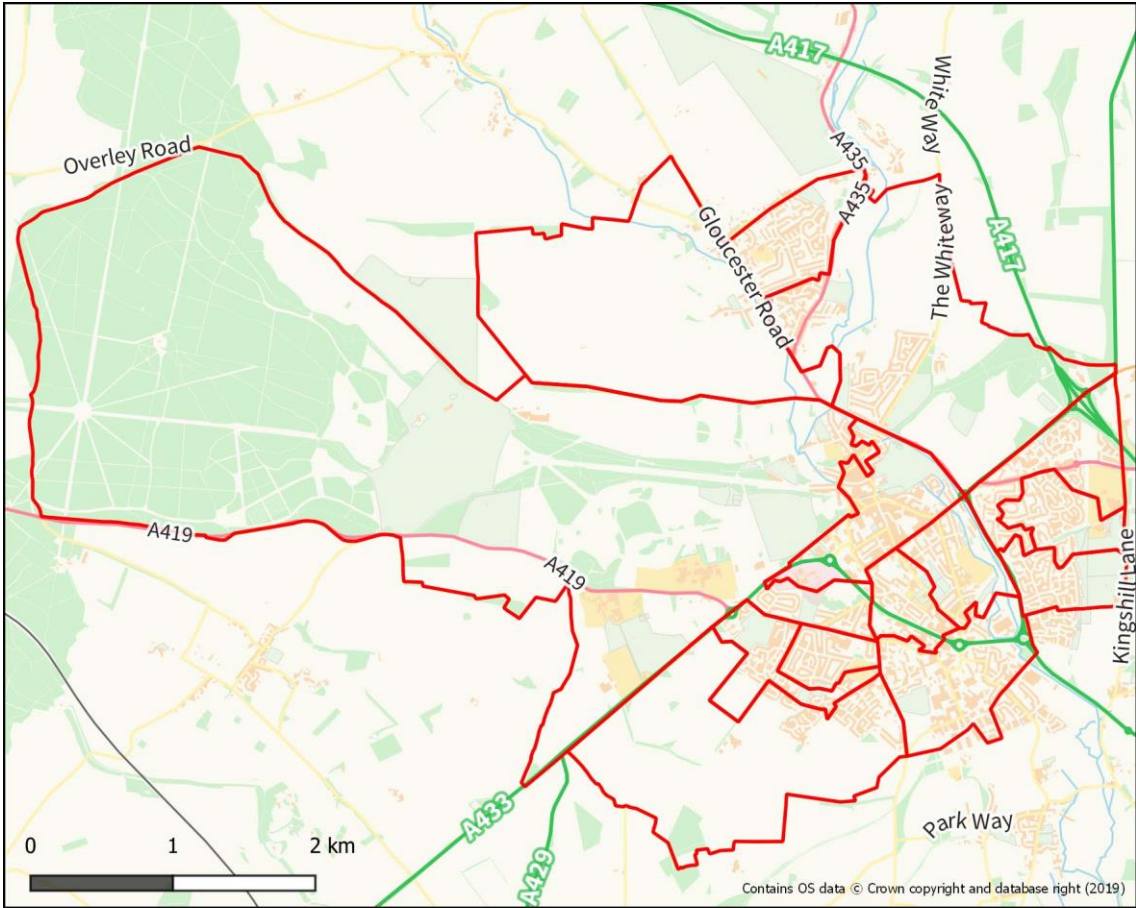 A417
White Way
Overley Road
A435
A435
Gloucester Road
The Whiteway
A417
A419
A419
Kingshill Lane
A433
A429
Park Way
0 1 2 km
Contains OS data © Crown copyright and database right (2019)